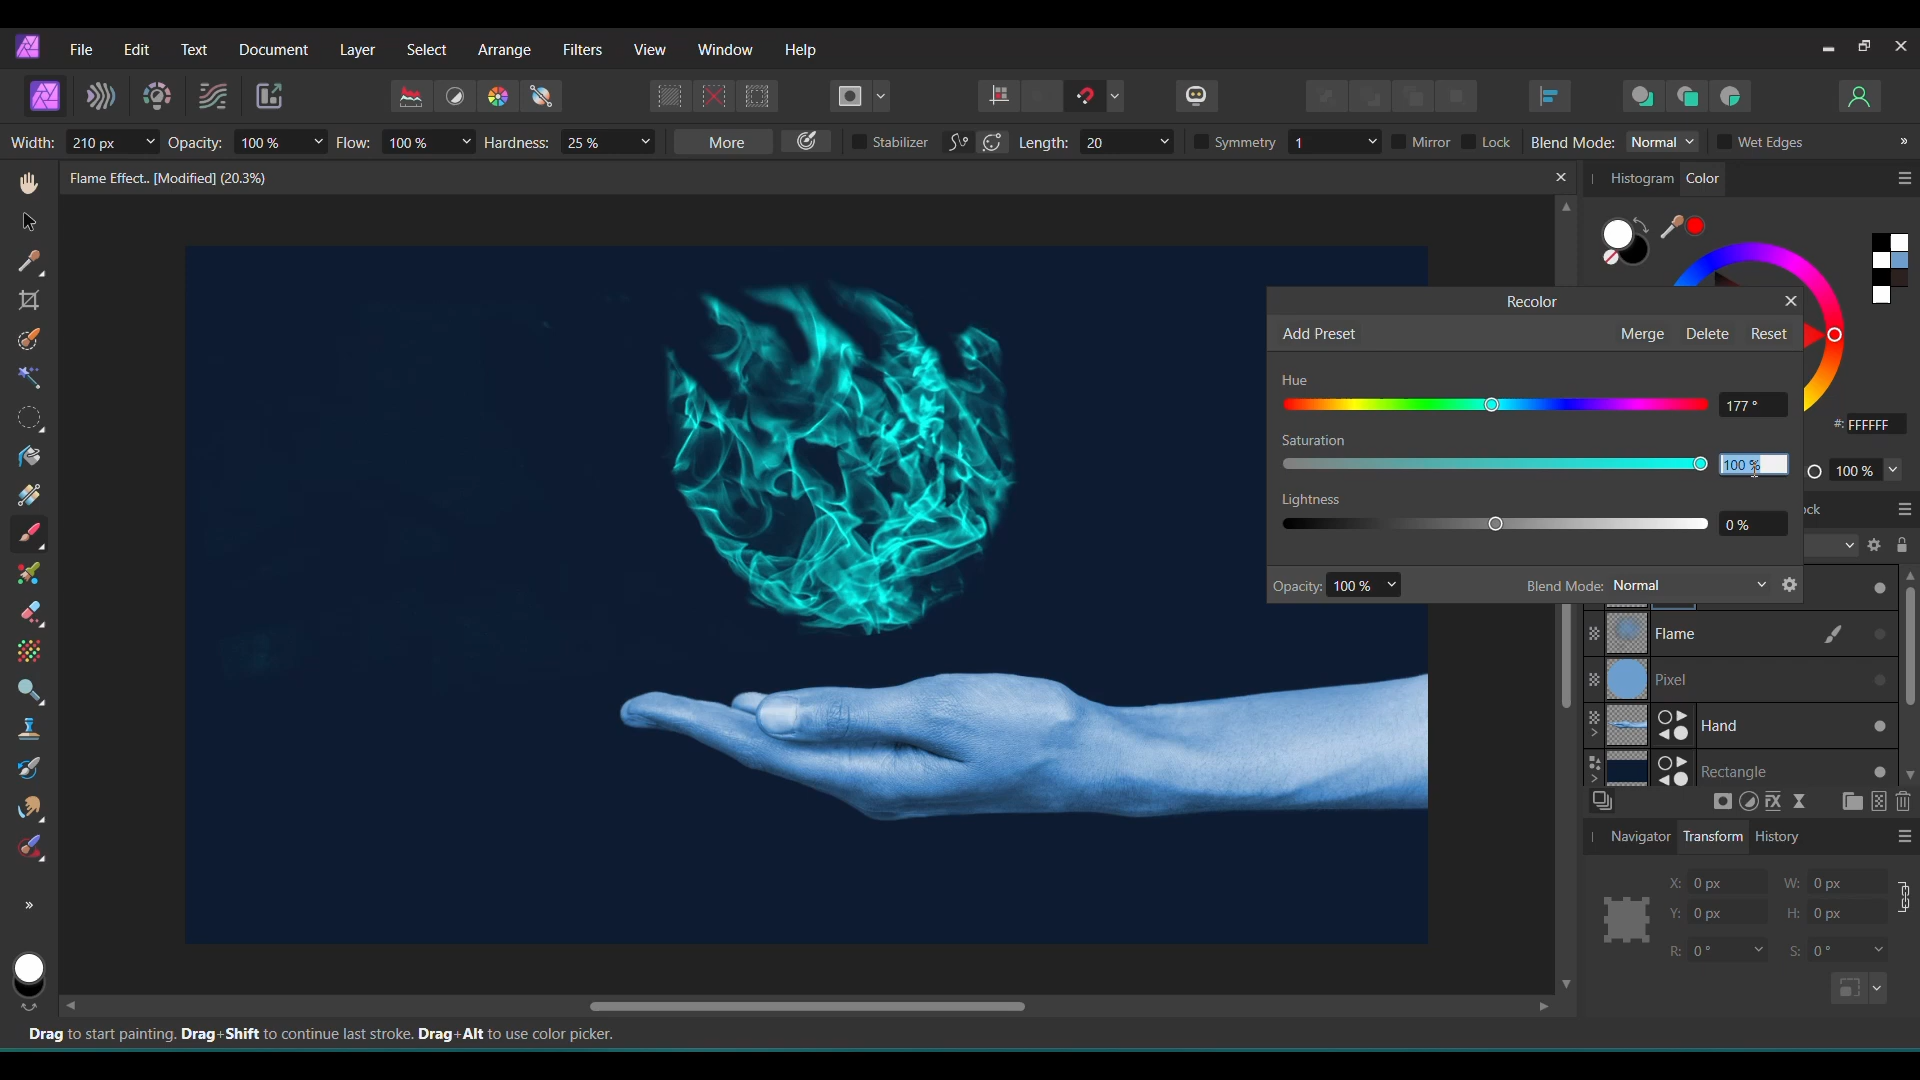 File Edit Text Document Layer Select Arrange Filters View Window Help
Width: 210 px Opacity: 100 % Flow: 100 % Hardness: 25 % More Stabilizer Length: 20 Symmetry 1 Mirror Lock Blend Mode: Normal Wet Edges »
Flame Effect.. [Modified] (20.3%)
Histogram Color
Recolor
Add Preset Merge Delete Reset
Hue
177 °
#: FFFFFF
Saturation
100 %
100 %
Lightness
0 %
ock
Opacity: 100 % Blend Mode: Normal
Flame
Pixel
Hand
Rectangle
Navigator Transform History
X: 0 px W: 0 px
Y: 0 px H: 0 px
R: 0 ° S: 0 °
Drag to start painting. Drag+Shift to continue last stroke. Drag+Alt to use color picker.